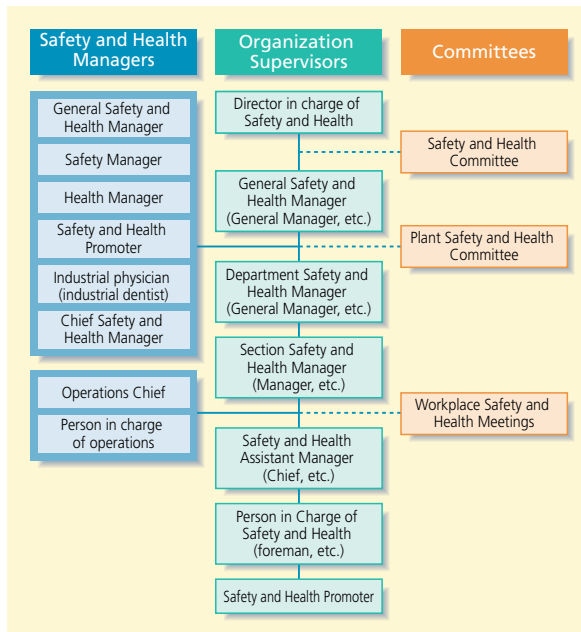 Safety and Health
Managers
General Safety and
Health Manager
Safety Manager
Health Manager
Safety and Health
Promoter
Industrial physician
(industrial dentist)
Chief Safety and
Health Manager
Operations Chief
Person in charge
of operations
Organization
Supervisors
Director in charge of
Safety and Health
General Safety and
Health Manager
(General Manager, etc.)
Department Safety and
Health Manager
(General Manager, etc.)
Section Safety and
Health Manager
(Manager, etc.)
Safety and Health
Assistant Manager
(Chief, etc.)
Person in Charge of
Safety and Health
(foreman, etc.)
Safety and Health Promoter
Committees
Safety and Health
Committee
Plant Safety and Health
Committee
Workplace Safety and
Health Meetings